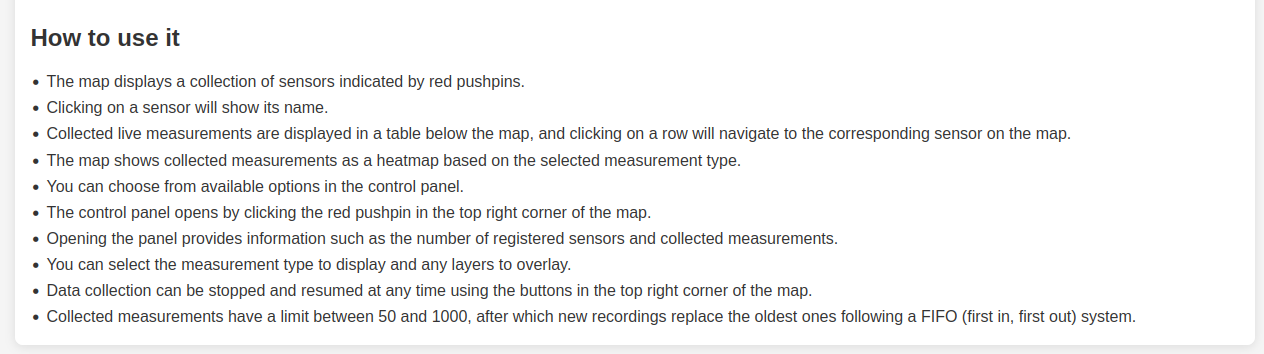 How to use it
• The map displays a collection of sensors indicated by red pushpins.
• Clicking on a sensor will show its name.
• Collected live measurements are displayed in a table below the map, and clicking on a row will navigate to the corresponding sensor on the map.
• The map shows collected measurements as a heatmap based on the selected measurement type.
• You can choose from available options in the control panel.
• The control panel opens by clicking the red pushpin in the top right corner of the map.
• Opening the panel provides information such as the number of registered sensors and collected measurements.
• You can select the measurement type to display and any layers to overlay.
• Data collection can be stopped and resumed at any time using the buttons in the top right corner of the map.
• Collected measurements have a limit between 50 and 1000, after which new recordings replace the oldest ones following a FIFO (first in, first out) system.